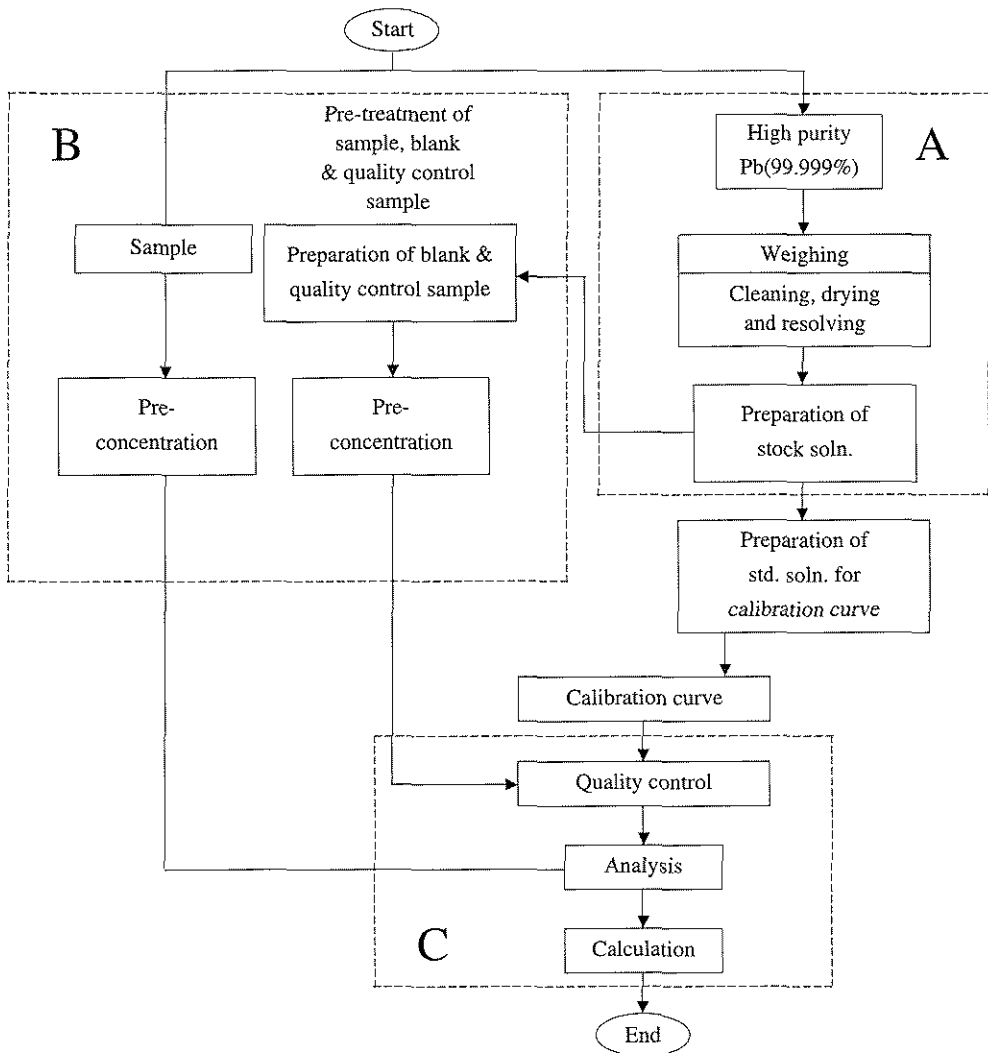 Start
B
Pre-treatment of
sample, blank
& quality control
sample
Sample
Preparation of blank &
quality control sample
Pre-
concentration
Pre-
concentration
A
High purity
Pb(99.999%)
Weighing
Cleaning, drying
and resolving
Preparation of
stock soln.
Preparation of
std. soln. for
calibration curve
Calibration curve
Quality control
Analysis
C
Calculation
End